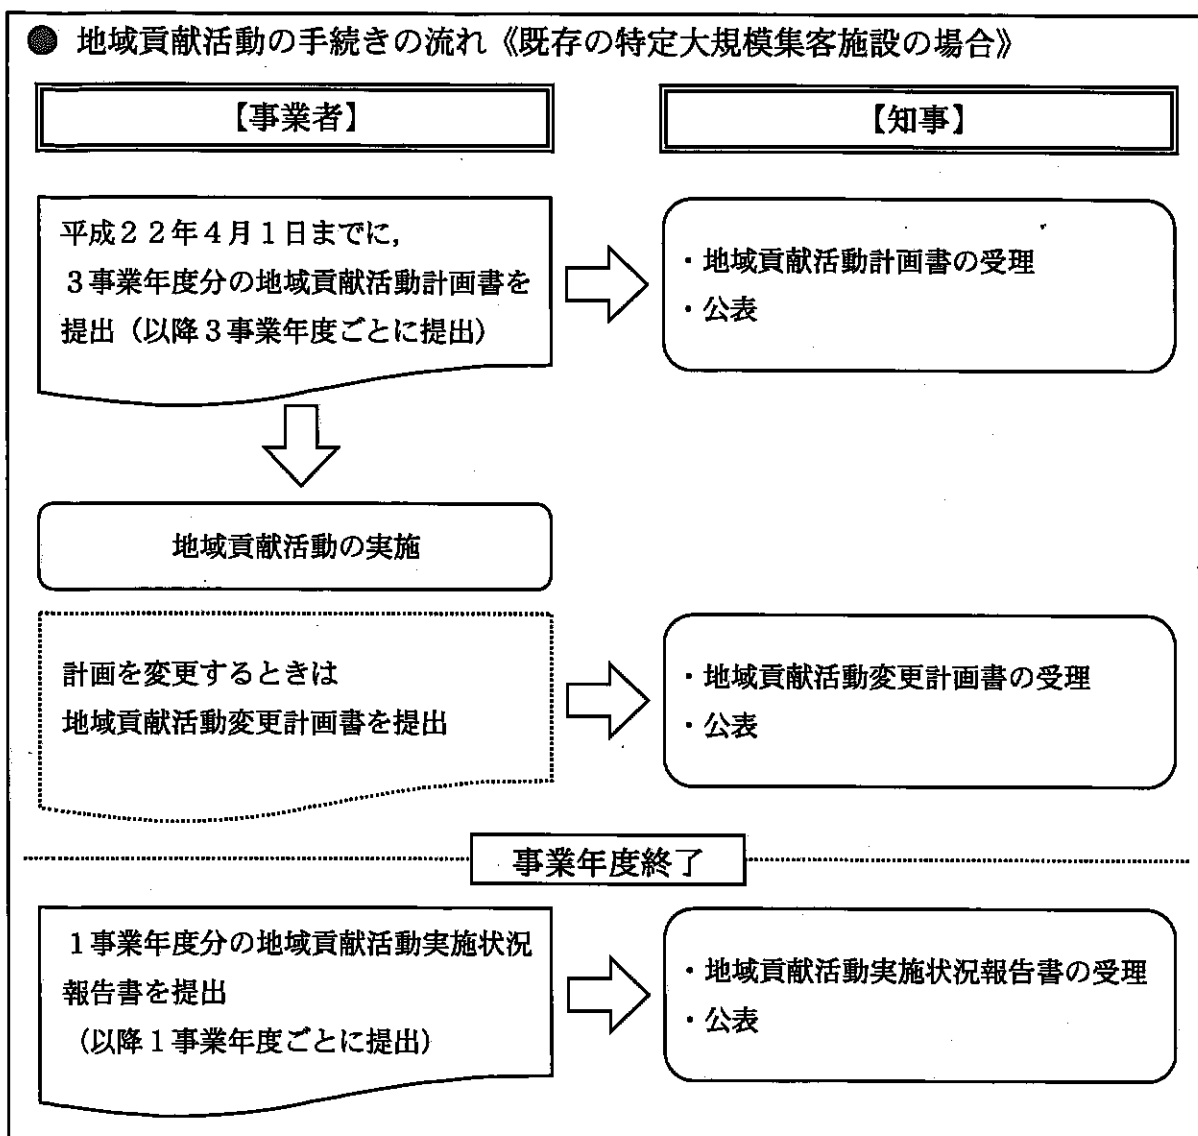 ● 地域貢献活動の手続きの流れ《既存の特定大規模集客施設の場合》
【事業者】
【知事】
平成22年4月1日までに,
3事業年度分の地域貢献活動計画書を
提出（以降3事業年度ごとに提出）
・地域貢献活動計画書の受理
・公表
地域貢献活動の実施
計画を変更するときは
地域貢献活動変更計画書を提出
・地域貢献活動変更計画書の受理
・公表
事業年度終了
1事業年度分の地域貢献活動実施状況
報告書を提出
（以降1事業年度ごとに提出）
・地域貢献活動実施状況報告書の受理
・公表